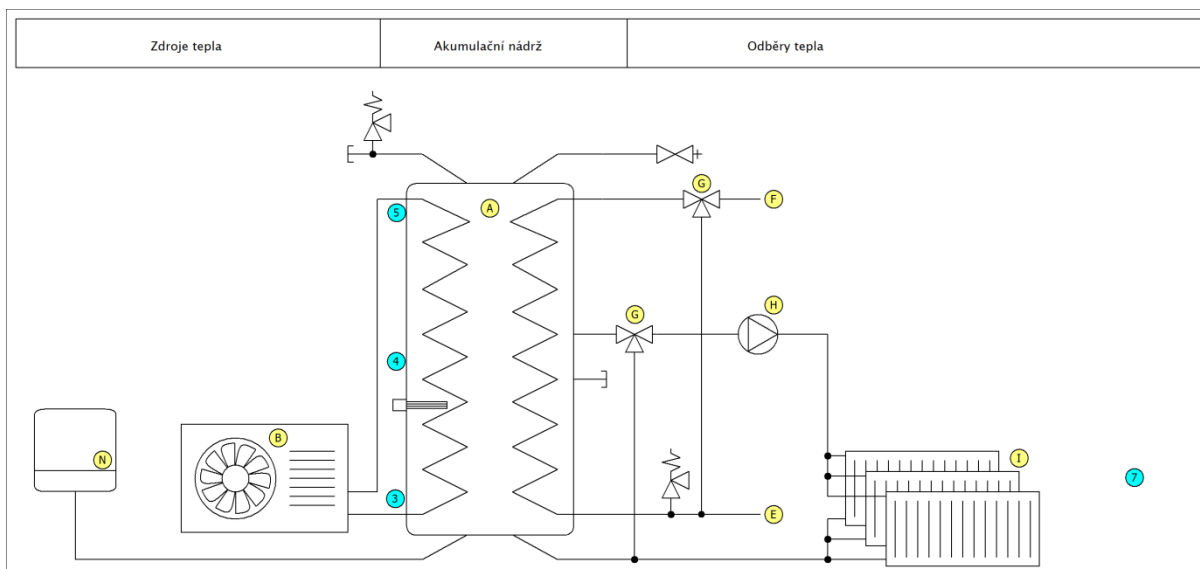 Zdroje tepla
Akumulační nádrž
Odběry tepla
5
A
G
F
G
H
4
N
B
3
E
I
7